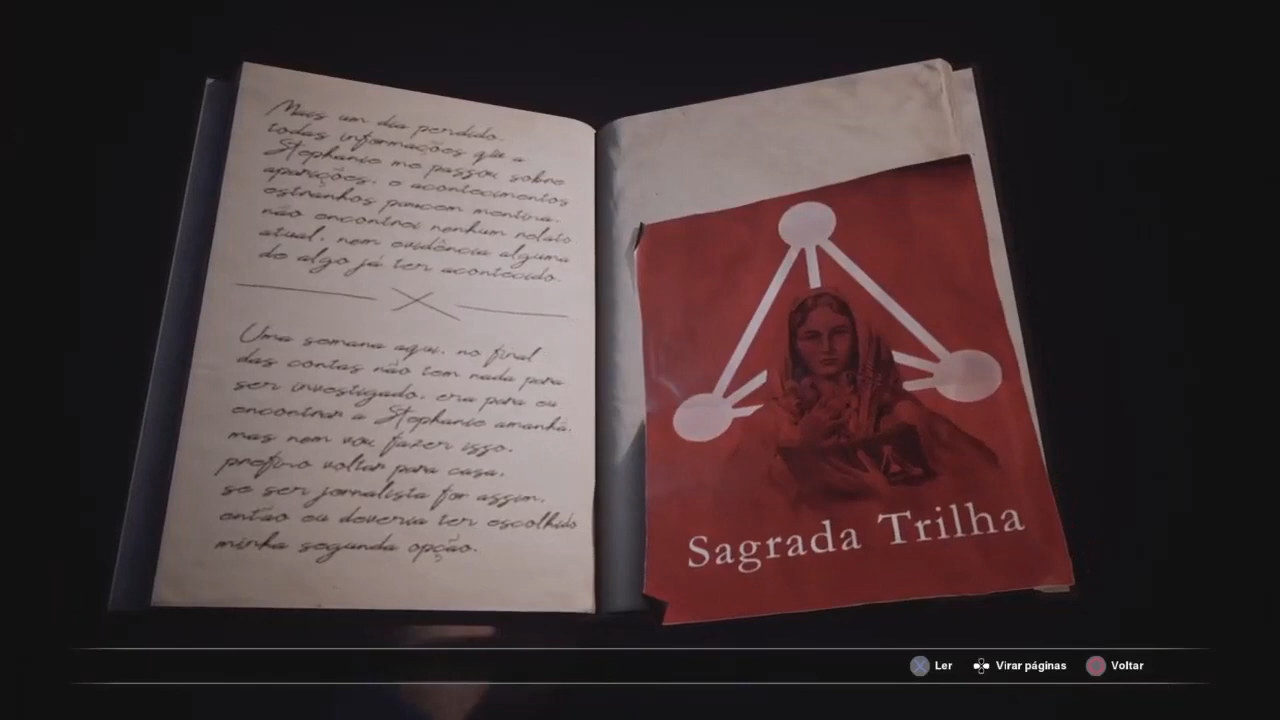 Mais um dia perdido.
todas informações que a
Stephanie me passou sobre
aparições, e acontecimentos
estranhos parecem mentira.
não encontrei nenhum relato
atual, nem evidência alguma
de algo já ter acontecido.
Uma semana aqui, no final
das contas não tem nada para
ser investigado, era para eu
encontrar a Stephanie amanhã,
mas nem vou fazer isso,
prefiro voltar para casa,
se ser jornalista for assim,
então eu deveria ter escolhido
minha segunda opção.
Sagrada Trilha
Ler Virar páginas Voltar